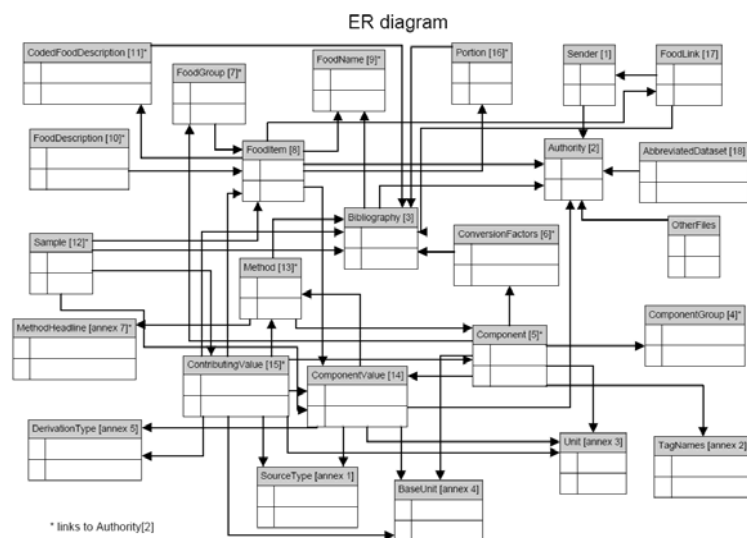 ER diagram
CodedFoodDescription [11]*
FoodGroup [7]*
FoodName [9]*
Portion [16]*
Sender [1]
FoodLink [17]
FoodDescription [10]*
FoodItem [8]
Authority [2]
AbbreviatedDataset [18]
Bibliography [3]
OtherFiles
Sample [12]*
ConversionFactors [6]*
Method [13]*
MethodHeadline [annex 7]*
Component [5]*
ComponentGroup [4]*
ContributingValue [15]*
ComponentValue [14]
DerivationType [annex 5]
Unit [annex 3]
TagNames [annex 2]
SourceType [annex 1]
BaseUnit [annex 4]
* links to Authority[2]